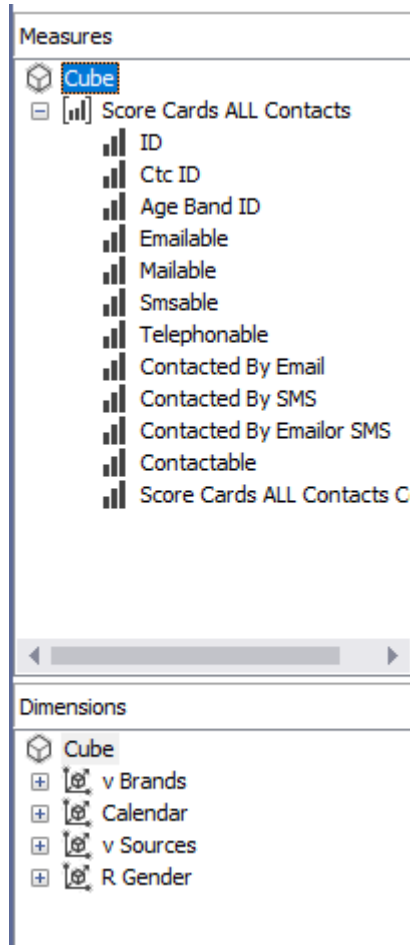 Measures
Cube
Score Cards ALL Contacts
ID
Ctc ID
Age Band ID
Emailable
Mailable
Smsable
Telephonable
Contacted By Email
Contacted By SMS
Contacted By Emailor SMS
Contactable
Score Cards ALL Contacts C
Dimensions
Cube
v Brands
Calendar
v Sources
R Gender